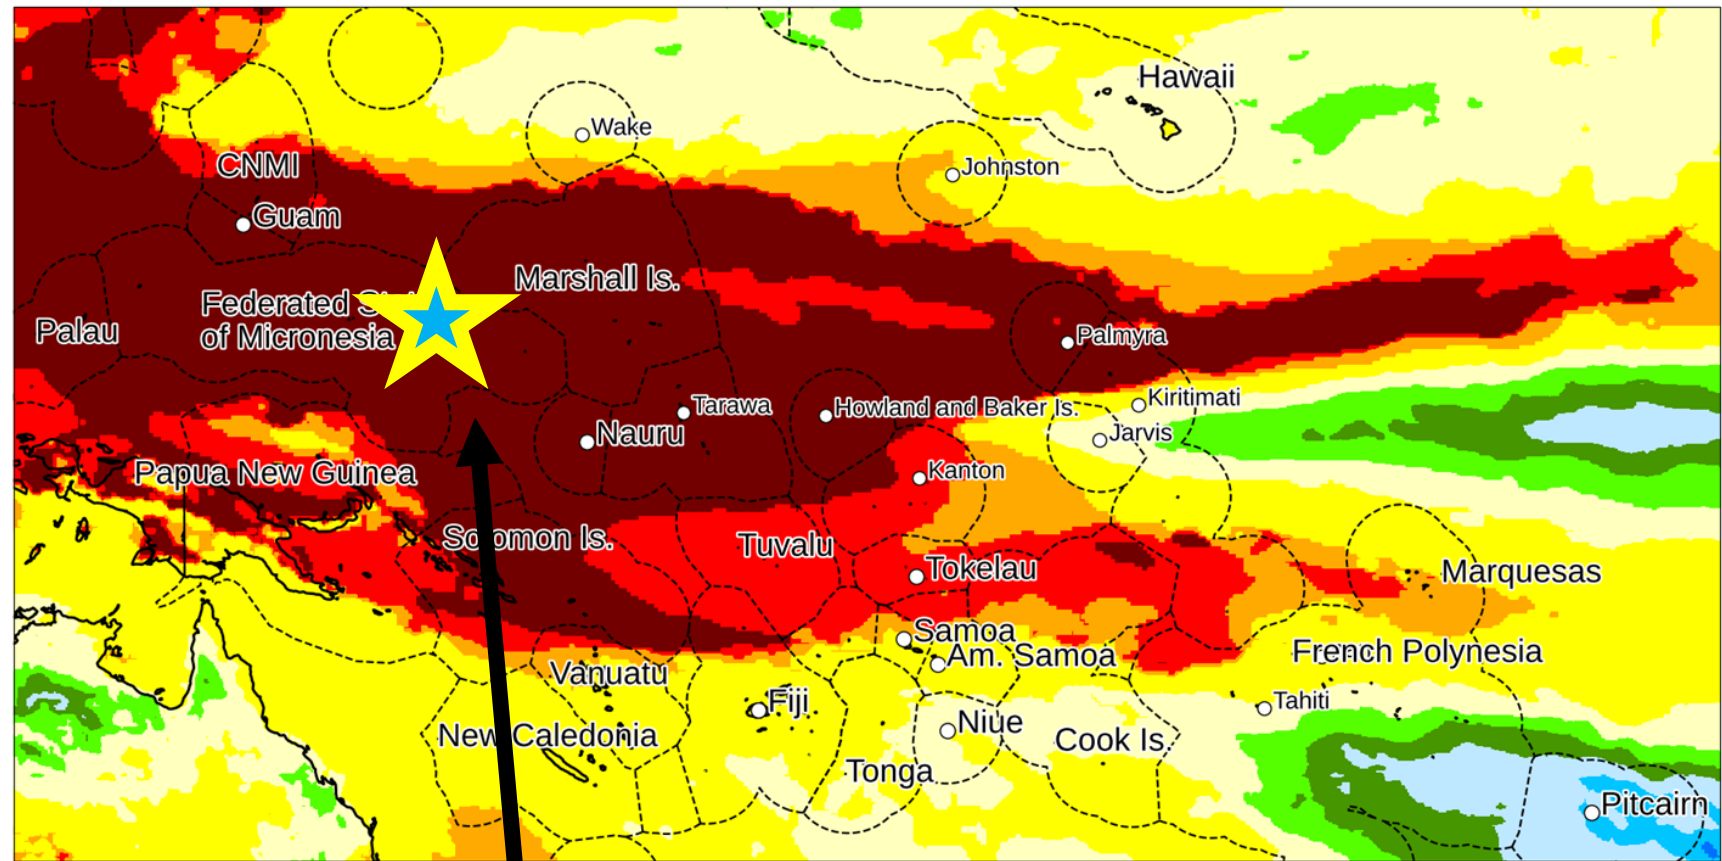 Hawaii
Wake
Johnston
CNMI
Guam
Marshall Is.
Federated
of Micronesia
Palau
Palmyra
Kiritimati
Tarawa
Howland and Baker Is.
Nauru
Jarvis
Kanton
Papua New Guinea
Solomon Is.
Tuvalu
Tokelau
Marquesas
Samoa
Am. Samoa
French Polynesia
Vanuatu
Fiji
Tahiti
Niue
New Caledonia
Cook Is.
Tonga
Pitcairn